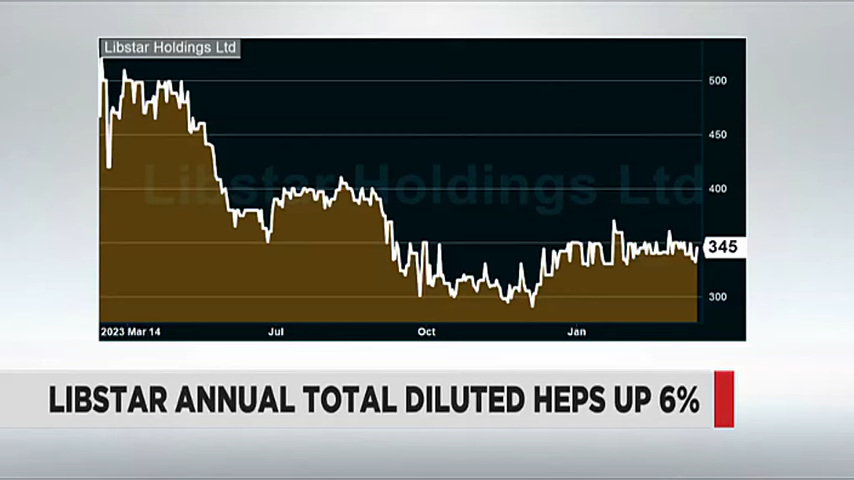 Libstar Holdings Ltd
500
450
Libstar Holdings Ltd
400
345
300
2023 Mar 14 Jul Oct Jan
LIBSTAR ANNUAL TOTAL DILUTED HEPS UP 6%